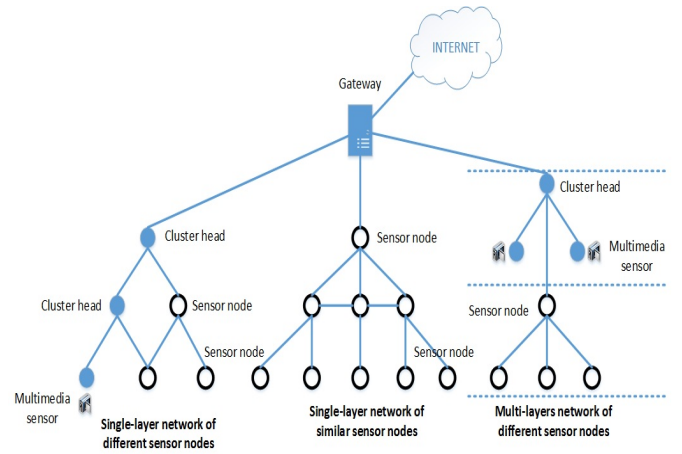 INTERNET
Gateway
Cluster head
Cluster head
Sensor node
Multimedia
sensor
Cluster head
Sensor node
Sensor node
Sensor node
Sensor node
Multimedia
sensor
Single-layer network of
different sensor nodes
Single-layer network of
similar sensor nodes
Multi-layers network of
different sensor nodes